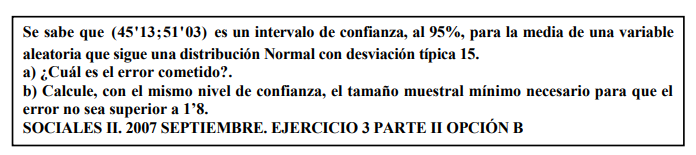 Se sabe que (45'13;51'03) es un intervalo de confianza, al 95%, para la media de una variable
aleatoria que sigue una distribución Normal con desviación típica 15.
a) ¿Cuál es el error cometido?.
b) Calcule, con el mismo nivel de confianza, el tamaño muestral mínimo necesario para que el
error no sea superior a 1’8.
SOCIALES II. 2007 SEPTIEMBRE. EJERCICIO 3 PARTE II OPCIÓN B